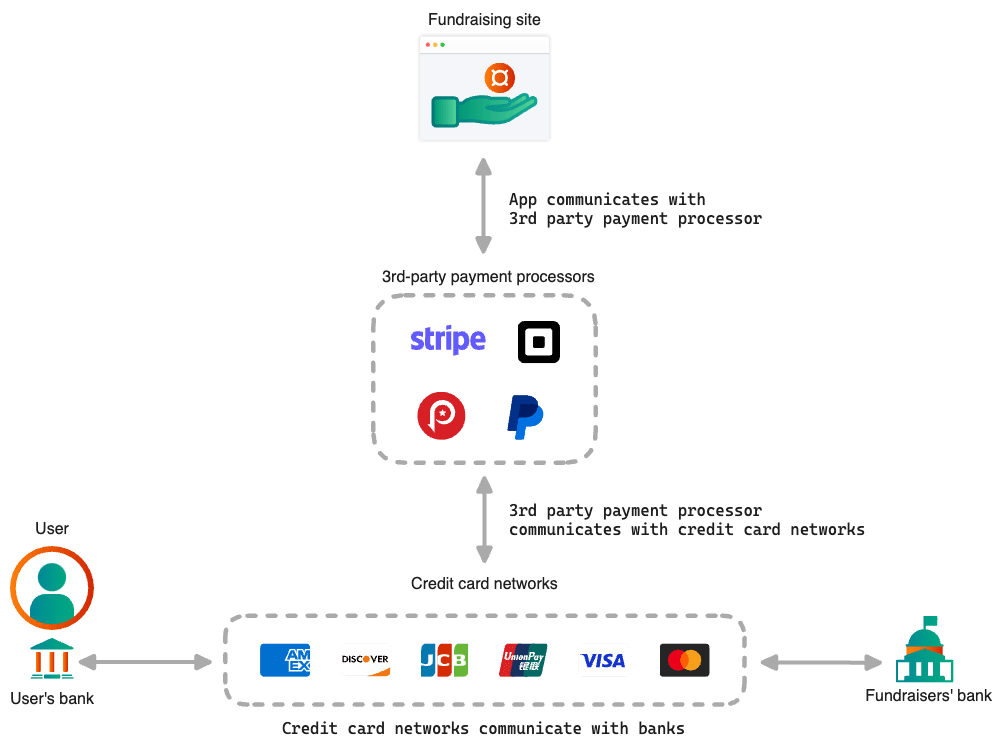 Fundraising site
App communicates with
3rd party payment processor
3rd-party payment processors
stripe
3rd party payment processor
communicates with credit card networks
User
Credit card networks
AM
EX
DISCOVER
JCB
UnionPay
银联
VISA
User's bank
Fundraisers' bank
Credit card networks communicate with banks